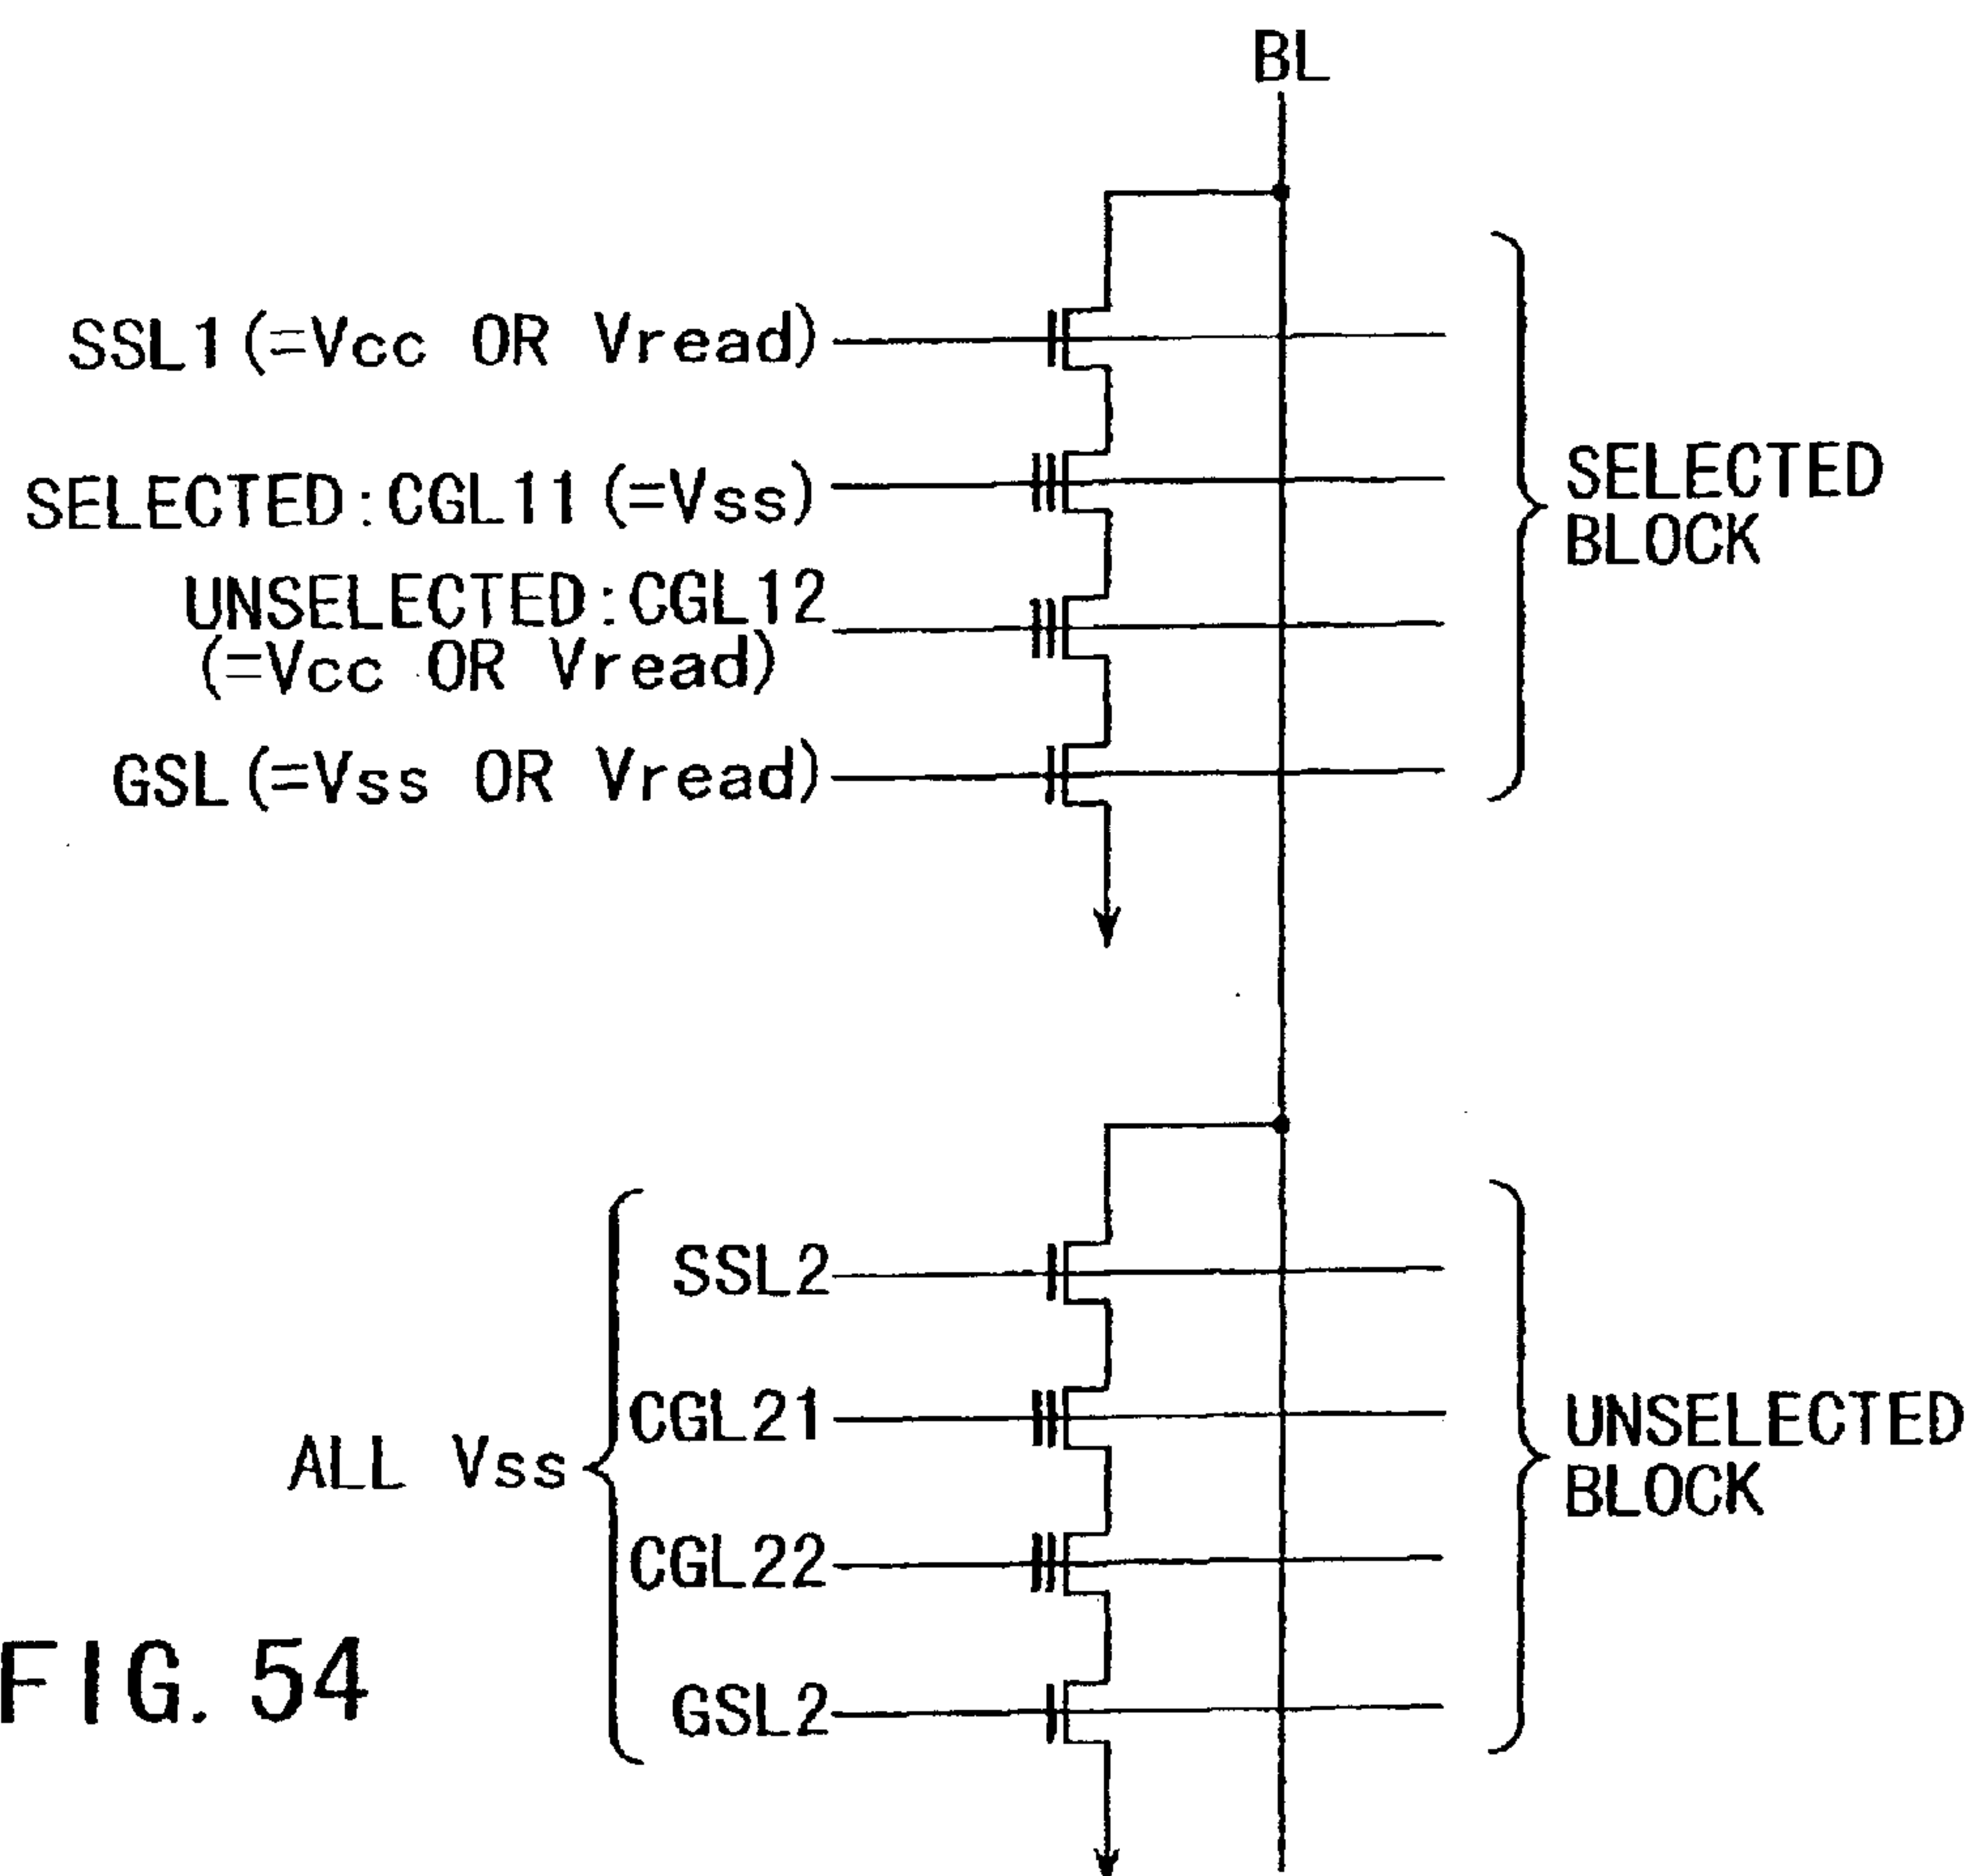 BL
SSL1(=Vcc OR Vread)
SELECTED:CGL11(=Vss)
SELECTED
BLOCK
UNSELECTED:CGL12
(=Vcc OR Vread)
GSL(=Vss OR Vread)
SSL2
CGL21
ALL Vss
UNSELECTED
BLOCK
CGL22
GSL2
FIG. 54